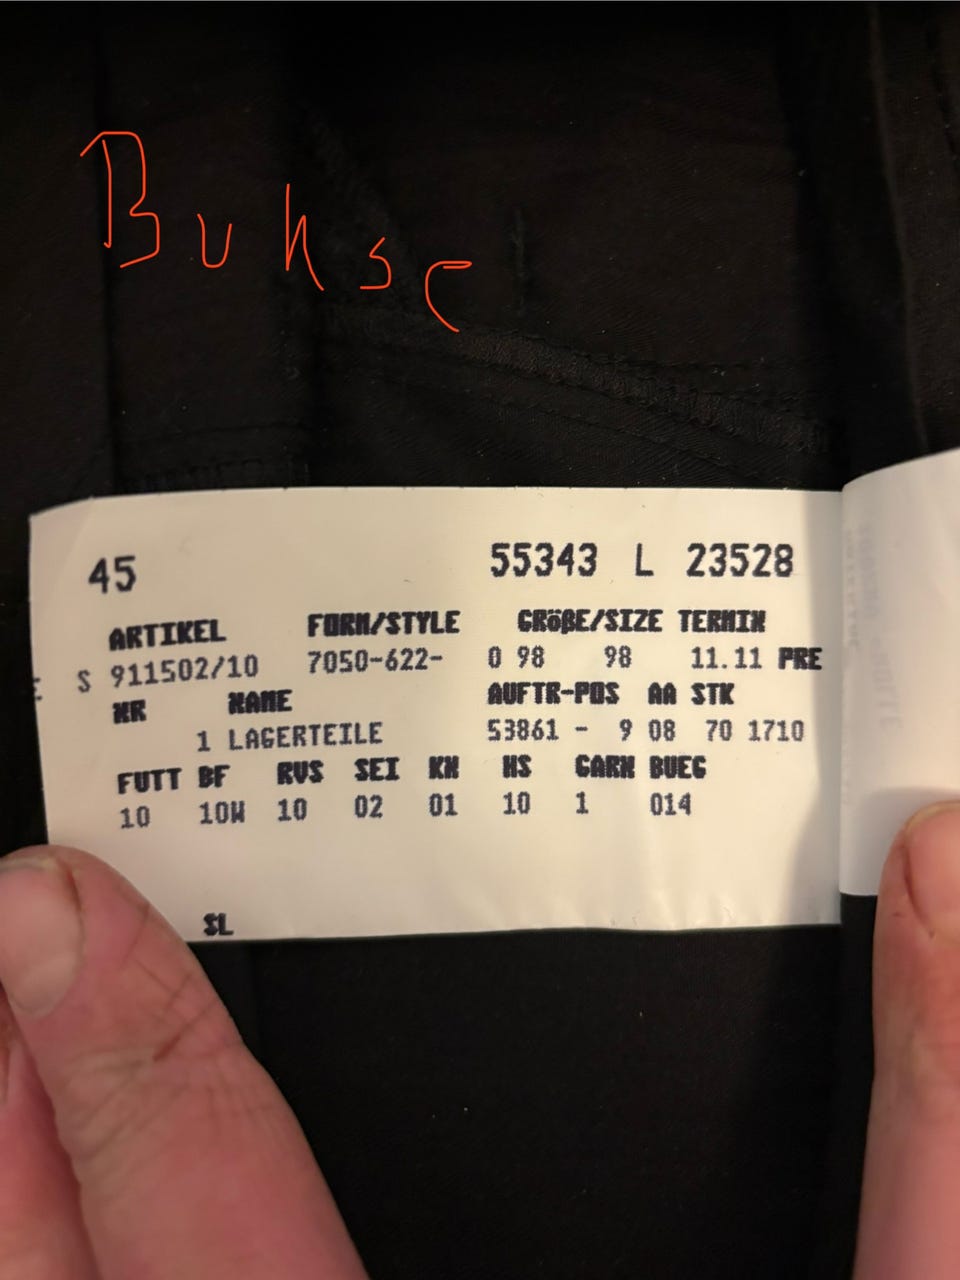 Bukse
45 55343 L 23528
ARTIKEL FORM/STYLE GRÖßE/SIZE TERMIN
S 911502/10 7050-622- 0 98 98 11.11 PRE
NR NAME AUFTR-POS AA STK
1 LAGERTEILE 53861 - 9 08 70 1710
FUTT BF RVS SEI KN HS GARN BUEG
10 10W 10 02 01 10 1 014
SL